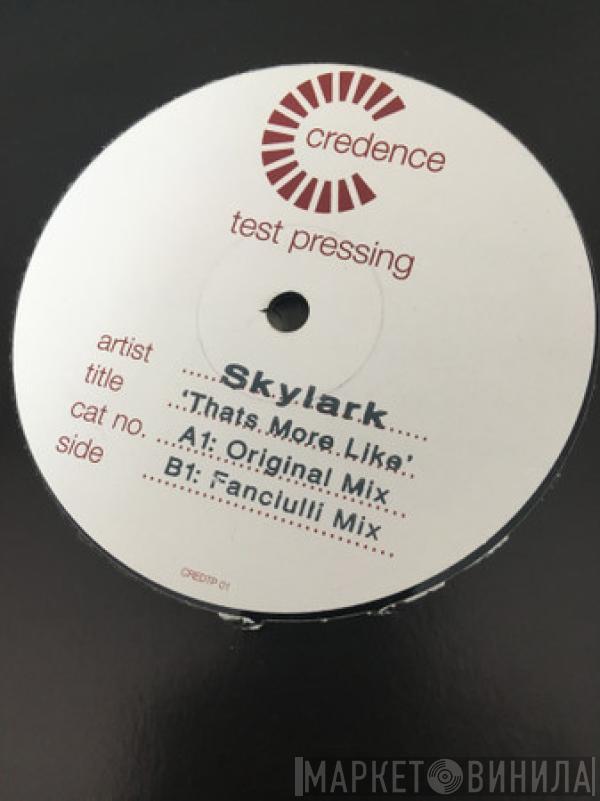 credence
test pressing
artist
Skylark
title
'Thats More Like'
cat no.
A1: Original Mix
side
B1: Fanciulli Mix
CREDTP 01
МАРКЕТ ВИНИЛА